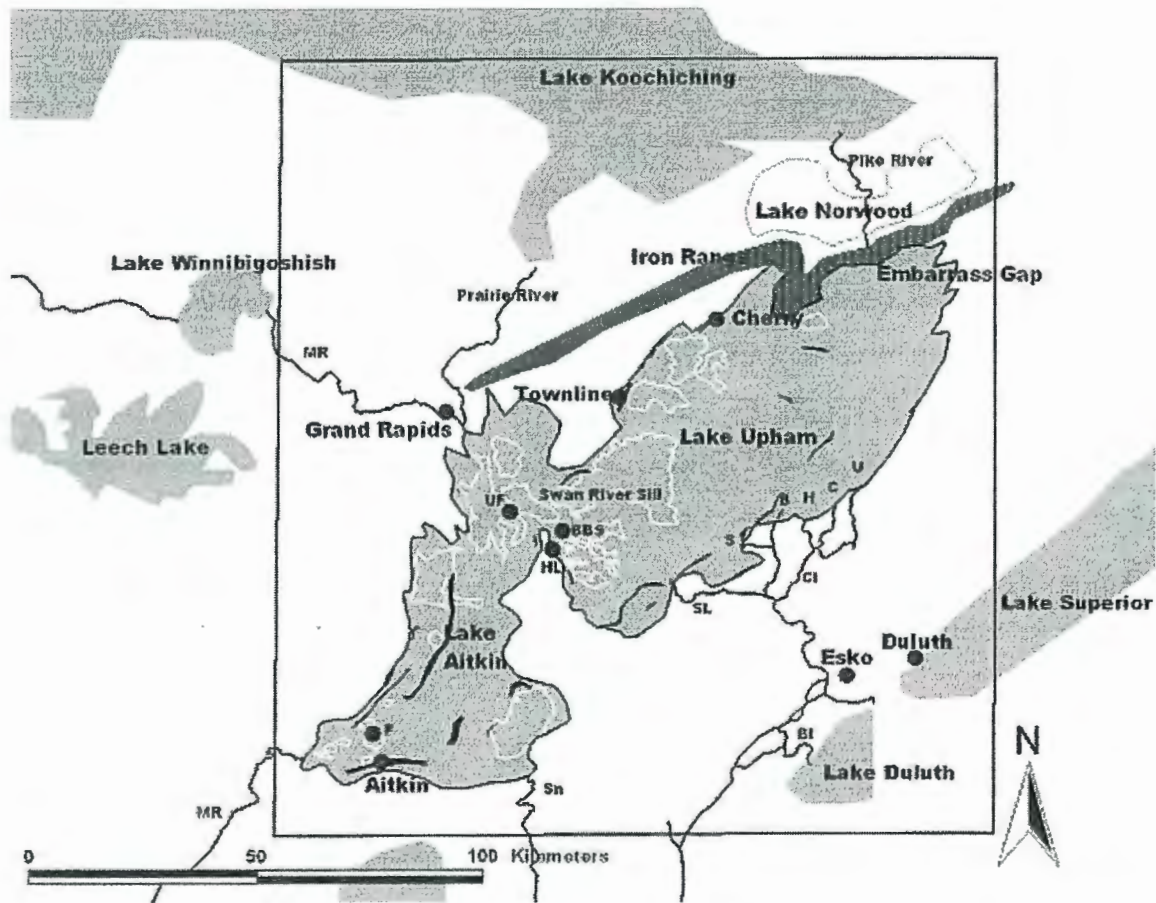 Lake Koochiching
Pike River
Lake Norwood
Iron Range
Lake Winnibigoshish
Embarrass Gap
Prairie River
Cherry
MR
Townline
Grand Rapids
Lake Upham
Leech Lake
U
UF
Swan River Sill
B
H
C
BBS
S
HL
CI
SL
Lake Superior
Lake
Aitkin
Duluth
Esko
BI
N
Lake Duluth
Aitkin
Sn
MR
0
50
100 Kilometers